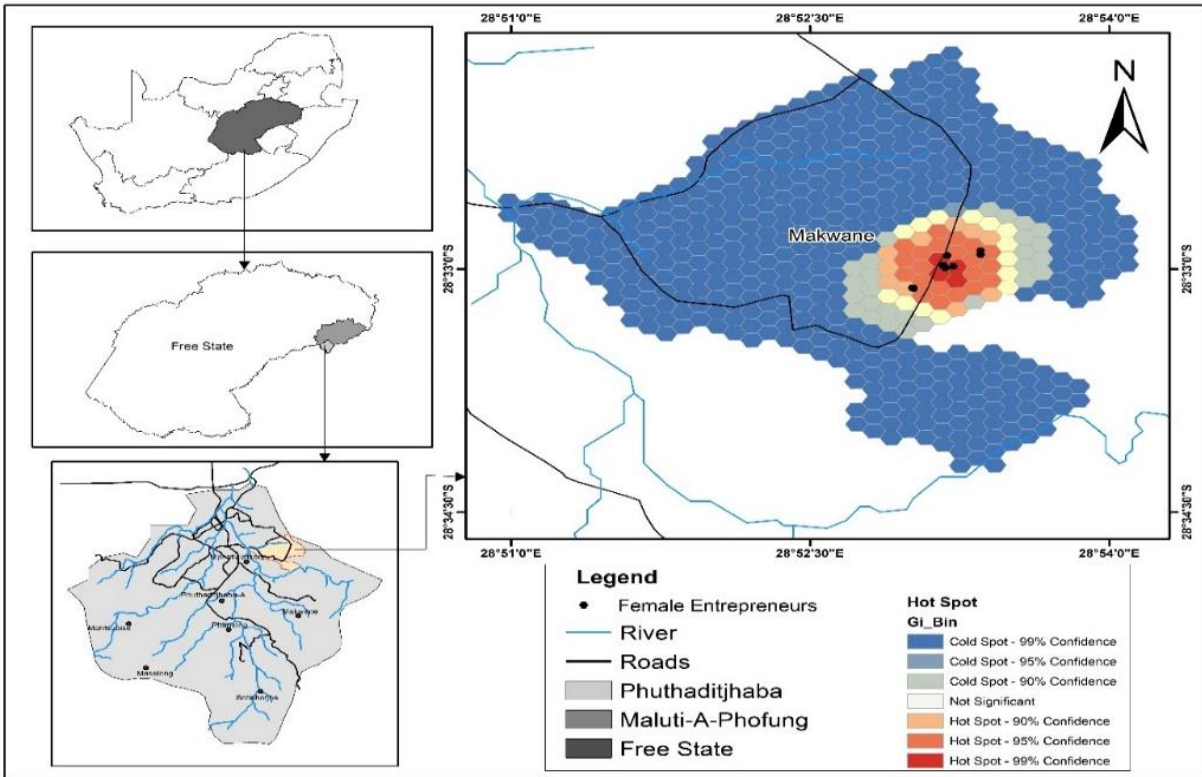 28°51'0"E
28°52'30"E
28°54'0"E
N
Makwane
28°33'0"S
28°33'0"S
28°34'30"S
28°34'30"S
28°51'0"E
28°52'30"E
28°54'0"E
Free State
Phuthaditjhaba-A
Makwane
Legend
Female Entrepreneurs
River
Roads
Phuthaditjhaba
Maluti-A-Phofung
Free State
Hot Spot
Gi_Bin
Cold Spot - 99% Confidence
Cold Spot - 95% Confidence
Cold Spot - 90% Confidence
Not Significant
Hot Spot - 90% Confidence
Hot Spot - 95% Confidence
Hot Spot - 99% Confidence